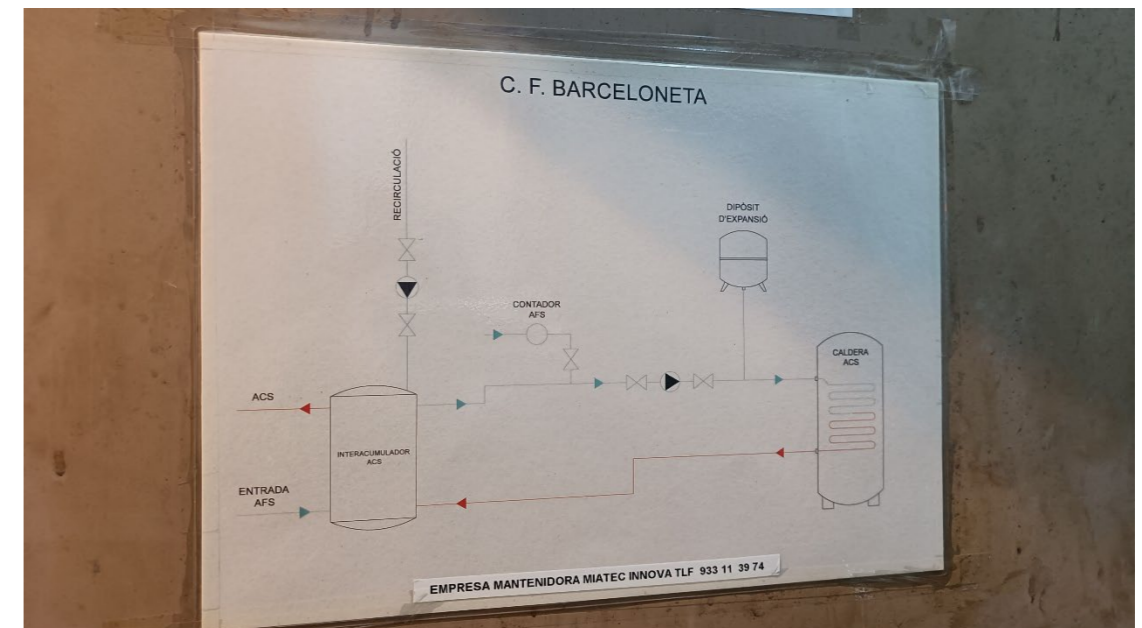 C. F. BARCELONETA
RECIRCULACIÓ
DIPÒSIT
D'EXPANSIÓ
CONTADOR
AFS
CALDERA
ACS
ACS
INTERACUMULADOR
ACS
ENTRADA
AFS
EMPRESA MANTENIDORA MIATEC INNOVA TLF 933 11 39 74